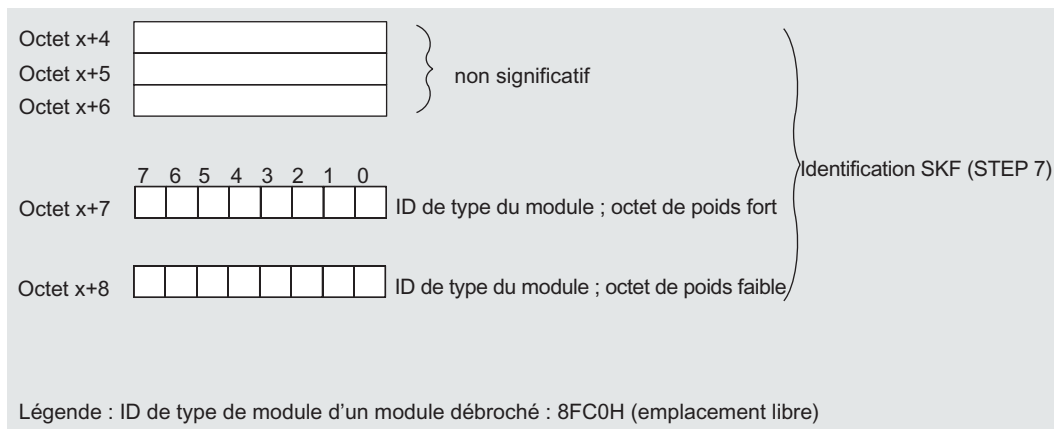 Octet x+4
Octet x+5
non significatif
Octet x+6
Identification SKF (STEP 7)
7 6 5 4 3 2 1 0
Octet x+7
ID de type du module ; octet de poids fort
Octet x+8
ID de type du module ; octet de poids faible
Légende : ID de type de module d'un module débroché : 8FC0H (emplacement libre)